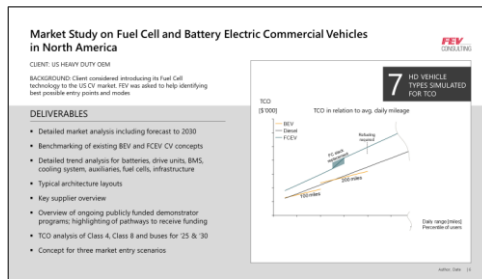 Market Study on Fuel Cell and Battery Electric Commercial Vehicles
in North America
FEV
CONSULTING
CLIENT: US HEAVY DUTY OEM
BACKGROUND: Client considered introducing its Fuel Cell
technology to the US CV market. FEV was asked to help identifying
best possible entry points and modes
DELIVERABLES
• Detailed market analysis including forecast to 2030
• Benchmarking of existing BEV and FCEV CV concepts
• Detailed trend analysis for batteries, drive units, BMS,
cooling system, auxiliaries, fuel cells, infrastructure
• Typical architecture layouts
• Key supplier overview
• Overview of ongoing publicly funded demonstrator
programs; highlighting of pathways to receive funding
• TCO analysis of Class 4, Class 8 and buses for '25 & '30
• Concept for three market entry scenarios
7
HD VEHICLE
TYPES SIMULATED
FOR TCO
TCO
[$'000]
TCO in relation to avg. daily mileage
BEV
Diesel
FCEV
FC stack
replacement
Refueling
required
100 miles
200 miles
Daily range [miles]
Percentile of users
Author, Date